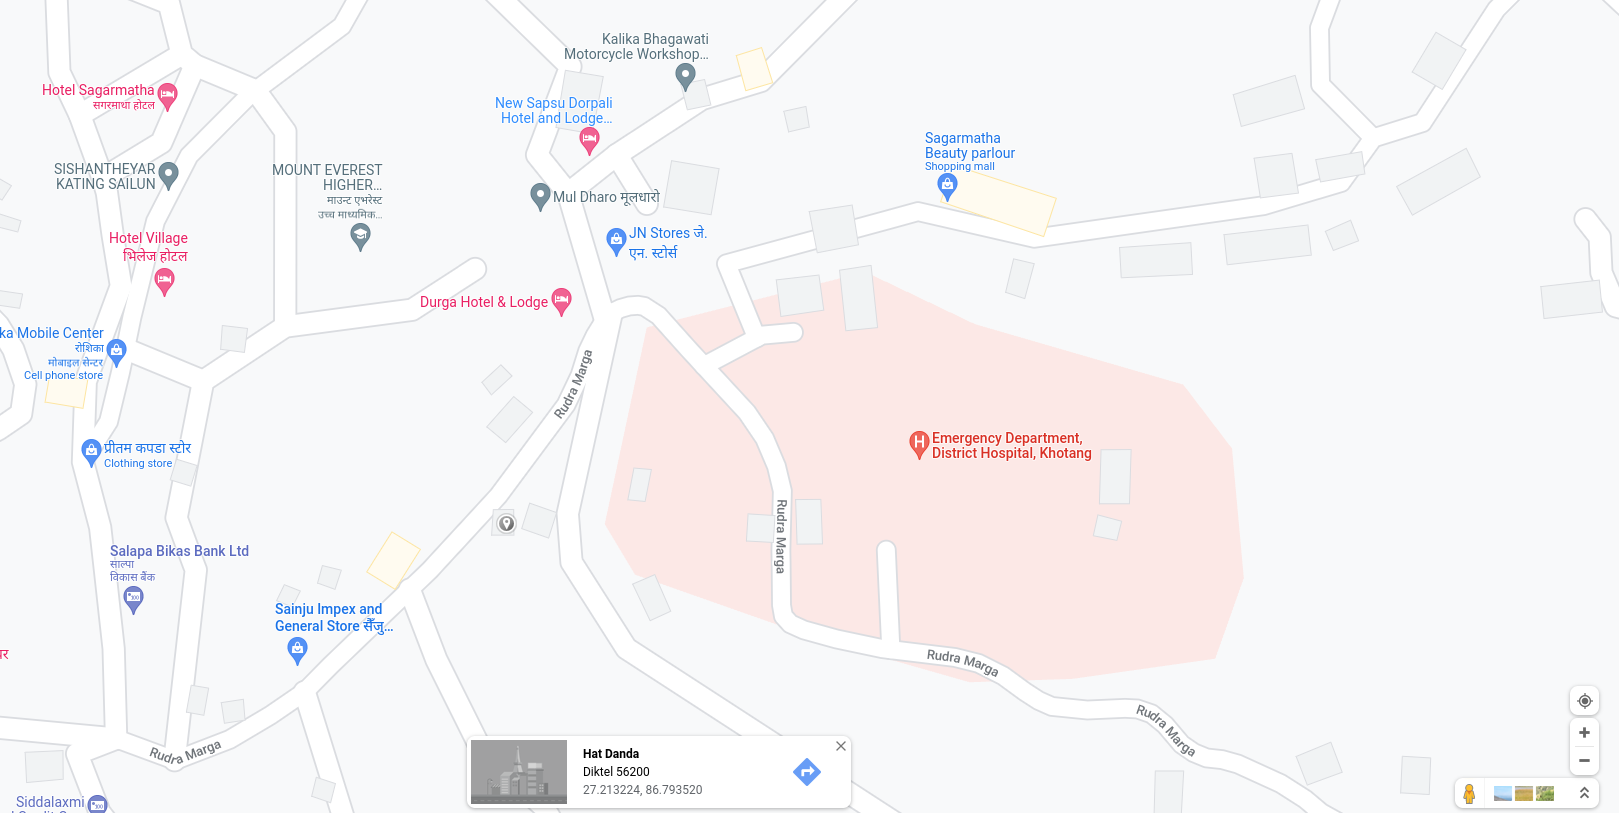 Kalika Bhagawati
Motorcycle Workshop...
Hotel Sagarmatha
सगरमाथा होटल
New Sapsu Dorpali
Hotel and Lodge...
Sagarmatha
Beauty parlour
Shopping mall
SISHANTHEYAR
KATING SAILUN
MOUNT EVEREST
HIGHER...
माउन्ट एभरेस्ट
उच्च माध्यमिक...
Mul Dharo मूलधारो
JN Stores जे.
एन. स्टोर्स
Hotel Village
भिलेज होटल
Durga Hotel & Lodge
ka Mobile Center
रोशिका
मोबाइल सेन्टर
Cell phone store
Rudra Marga
प्रीतम कपडा स्टोर
Clothing store
Emergency Department,
District Hospital, Khotang
Rudra Marga
Salapa Bikas Bank Ltd
साल्पा
विकास बैंक
Sainju Impex and
General Store सैँजु...
Rudra Marga
Rudra Marga
Rudra Marga
Hat Danda
Diktel 56200
27.213224, 86.793520
Siddalaxmi